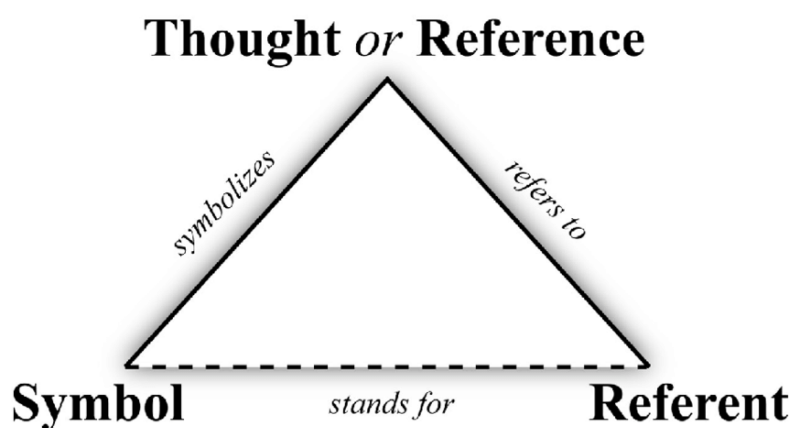 Thought or Reference
symbolizes
refers to
Symbol
stands for
Referent